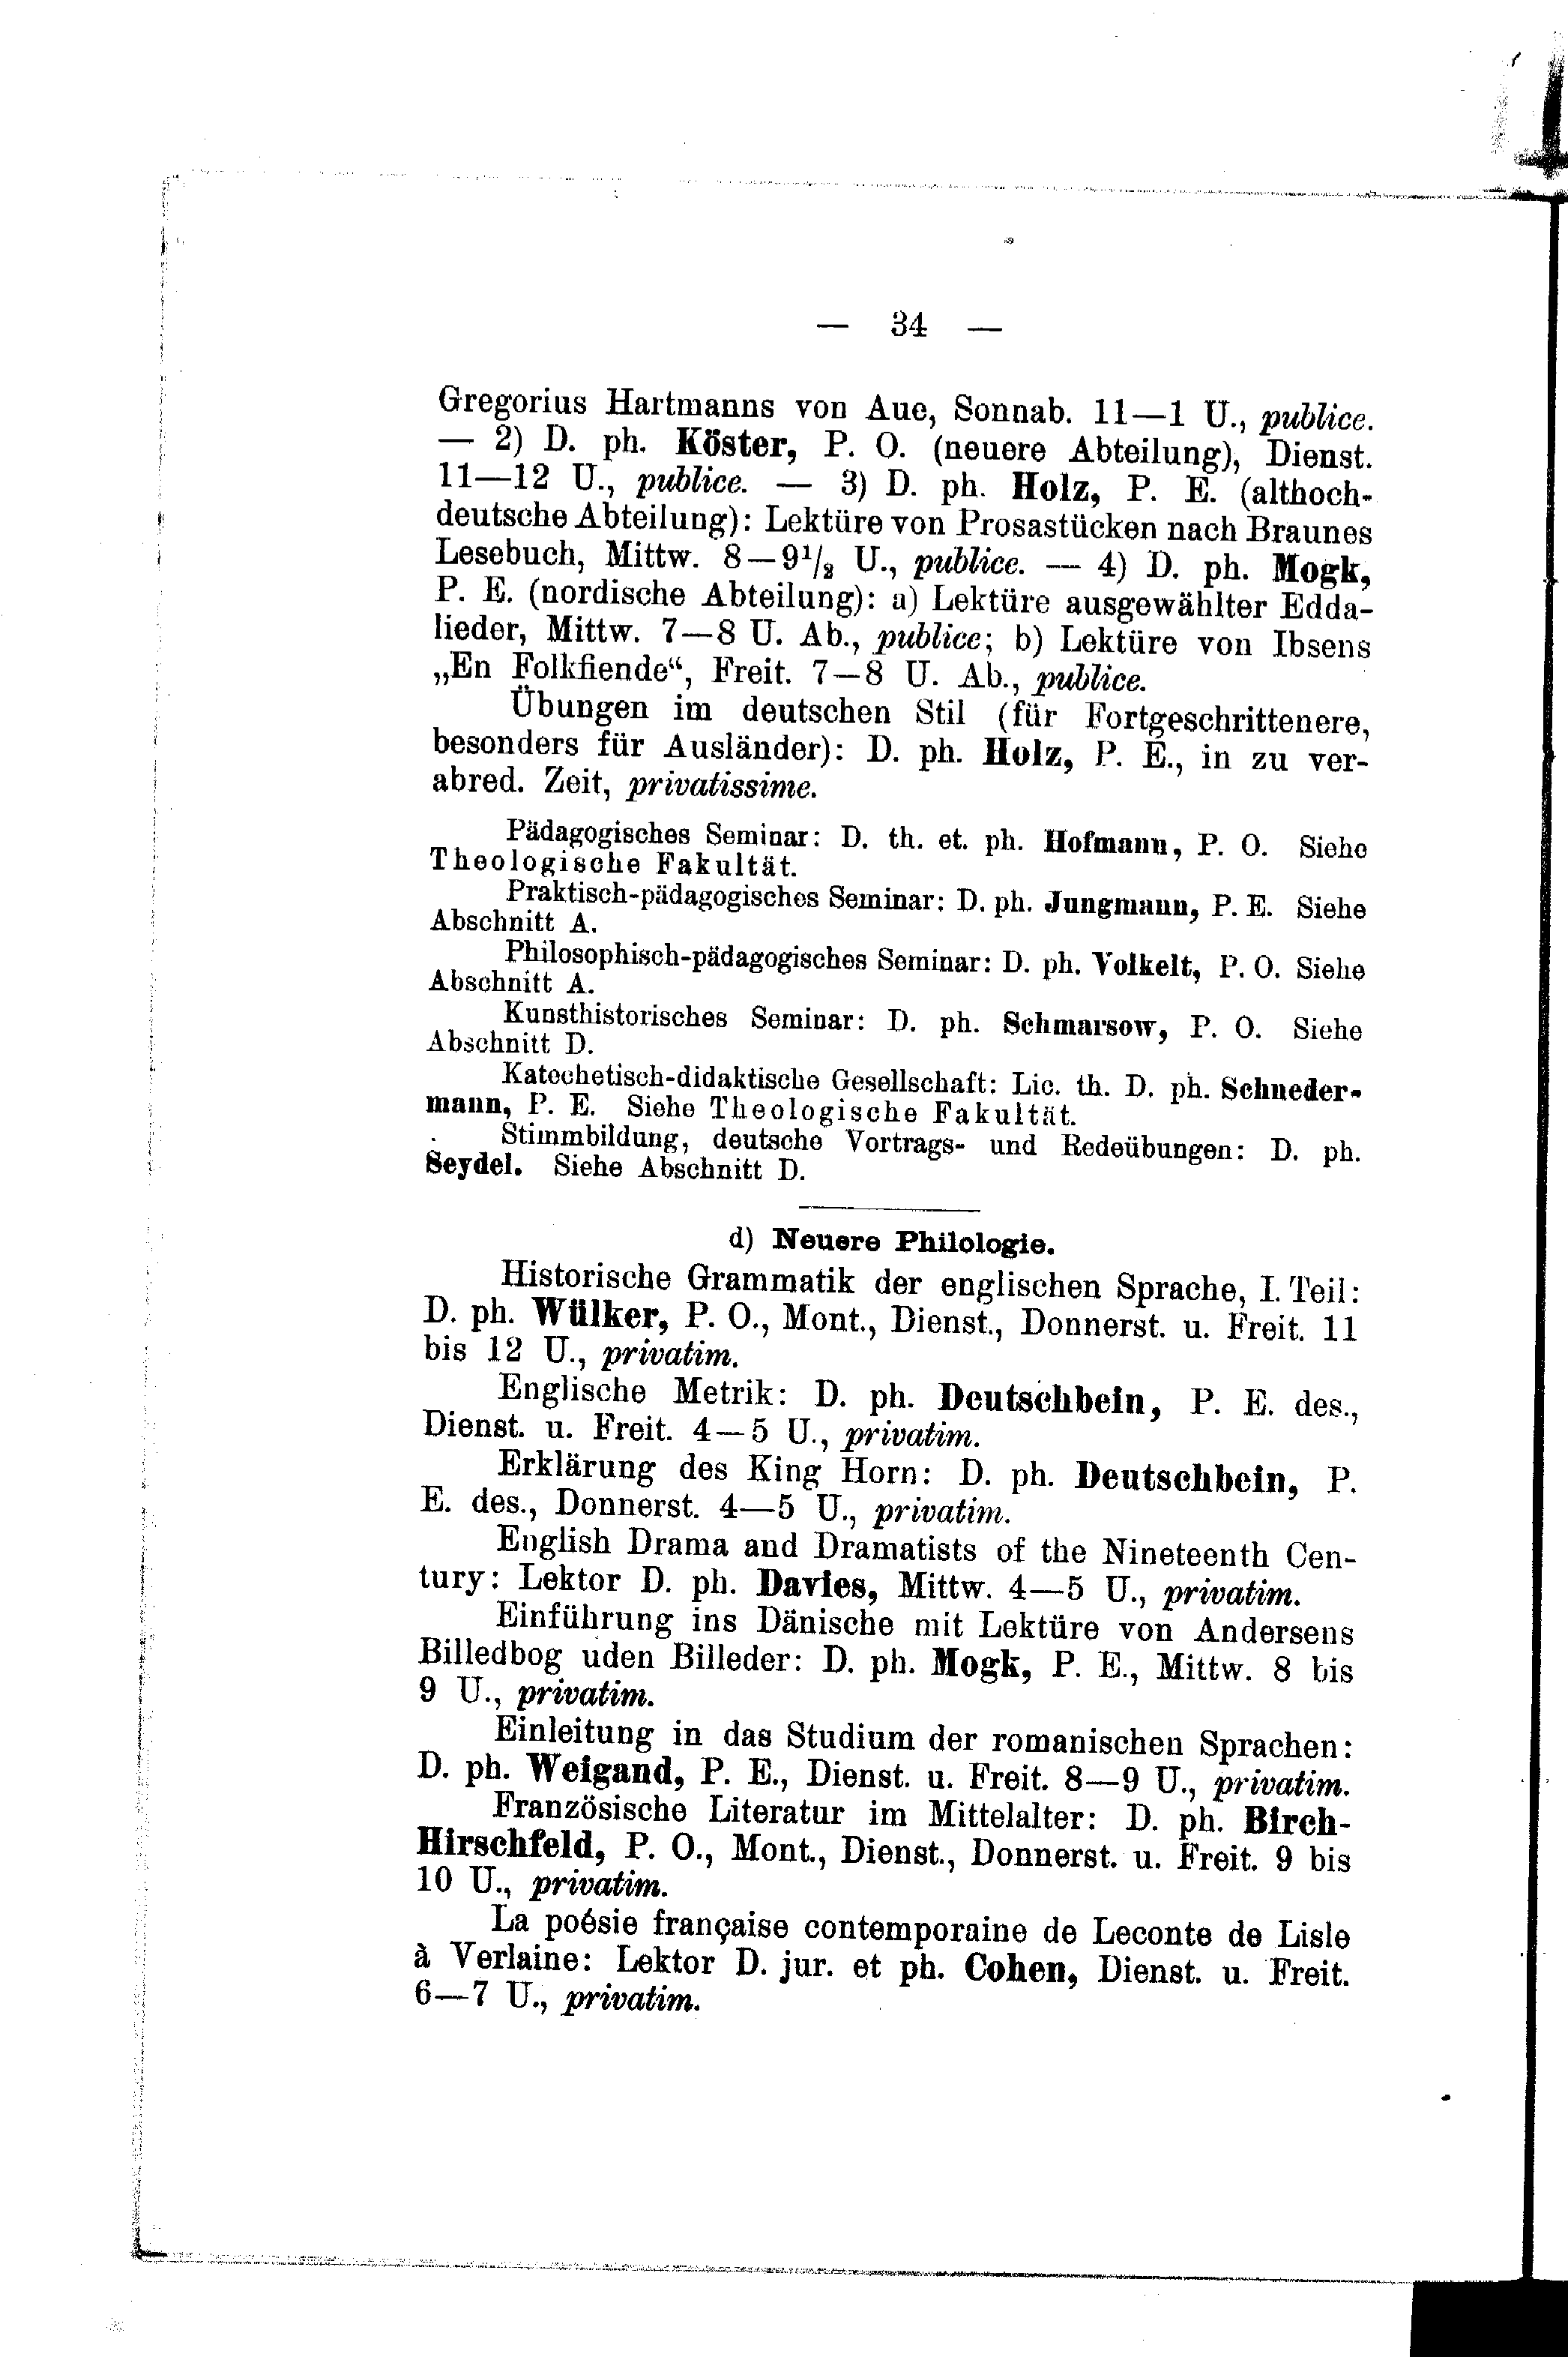 — 34 —
Gregorius Hartmanns von Aue, Sonnab. 11—1 U., publice.
— 2) D. ph. Köster, P. O. (neuere Abteilung), Dienst.
11—12 U., publice. — 3) D. ph. Holz, P. E. (althoch-
deutsche Abteilung): Lektüre von Prosastücken nach Braunes
Lesebuch, Mittw. 8—9½ U., publice. — 4) D. ph. Mogk,
P. E. (nordische Abteilung): a) Lektüre ausgewählter Edda-
lieder, Mittw. 7—8 U. Ab., publice; b) Lektüre von Ibsens
„En Folkfiende“, Freit. 7—8 U. Ab., publice.
Übungen im deutschen Stil (für Fortgeschrittenere,
besonders für Ausländer): D. ph. Holz, P. E., in zu ver-
abred. Zeit, privatissime.
Pädagogisches Seminar: D. th. et. ph. Hofmann, P. O. Siehe
Theologische Fakultät.
Praktisch-pädagogisches Seminar: D. ph. Jungmann, P. E. Siehe
Abschnitt A.
Philosophisch-pädagogisches Seminar: D. ph. Volkelt, P. O. Siehe
Abschnitt A.
Kunsthistorisches Seminar: D. ph. Schmarsow, P. O. Siehe
Abschnitt D.
Katechetisch-didaktische Gesellschaft: Lic. th. D. ph. Schneder-
mann, P. E. Siehe Theologische Fakultät.
Stimmbildung, deutsche Vortrags- und Redeübungen: D. ph.
Seydel. Siehe Abschnitt D.
d) Neuere Philologie.
Historische Grammatik der englischen Sprache, I. Teil:
D. ph. Wülker, P. O., Mont., Dienst., Donnerst. u. Freit. 11
bis 12 U., privatim.
Englische Metrik: D. ph. Deutschbein, P. E. des.,
Dienst. u. Freit. 4—5 U., privatim.
Erklärung des King Horn: D. ph. Deutschbein, P.
E. des., Donnerst. 4—5 U., privatim.
English Drama and Dramatists of the Nineteenth Cen-
tury: Lektor D. ph. Davies, Mittw. 4—5 U., privatim.
Einführung ins Dänische mit Lektüre von Andersens
Billedbog uden Billeder: D. ph. Mogk, P. E., Mittw. 8 bis
9 U., privatim.
Einleitung in das Studium der romanischen Sprachen:
D. ph. Weigand, P. E., Dienst. u. Freit. 8—9 U., privatim.
Französische Literatur im Mittelalter: D. ph. Birch-
Hirschfeld, P. O., Mont., Dienst., Donnerst. u. Freit. 9 bis
10 U., privatim.
La poésie française contemporaine de Leconte de Lisle
à Verlaine: Lektor D. jur. et ph. Cohen, Dienst. u. Freit.
6—7 U., privatim.